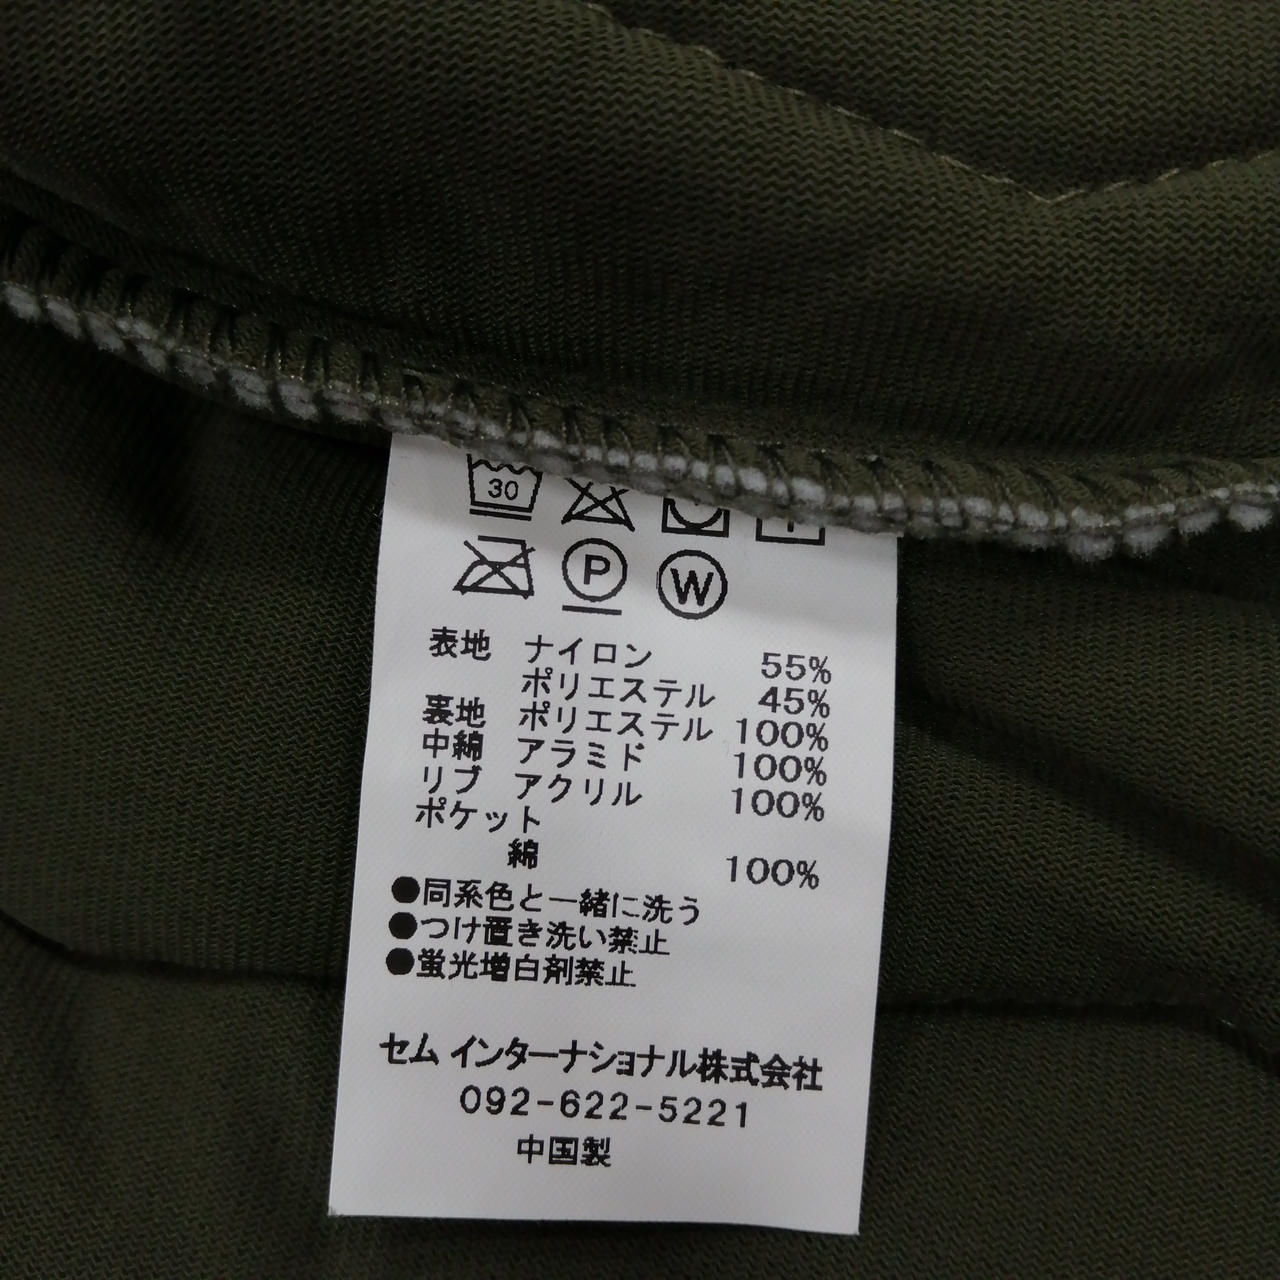 30
P W
表地 ナイロン 55%
ポリエステル 45%
裏地 ポリエステル 100%
中綿 アラミド 100%
リブ アクリル 100%
ポケット
綿 100%
●同系色と一緒に洗う
●つけ置き洗い禁止
●蛍光増白剤禁止
セム インターナショナル株式会社
092-622-5221
中国製